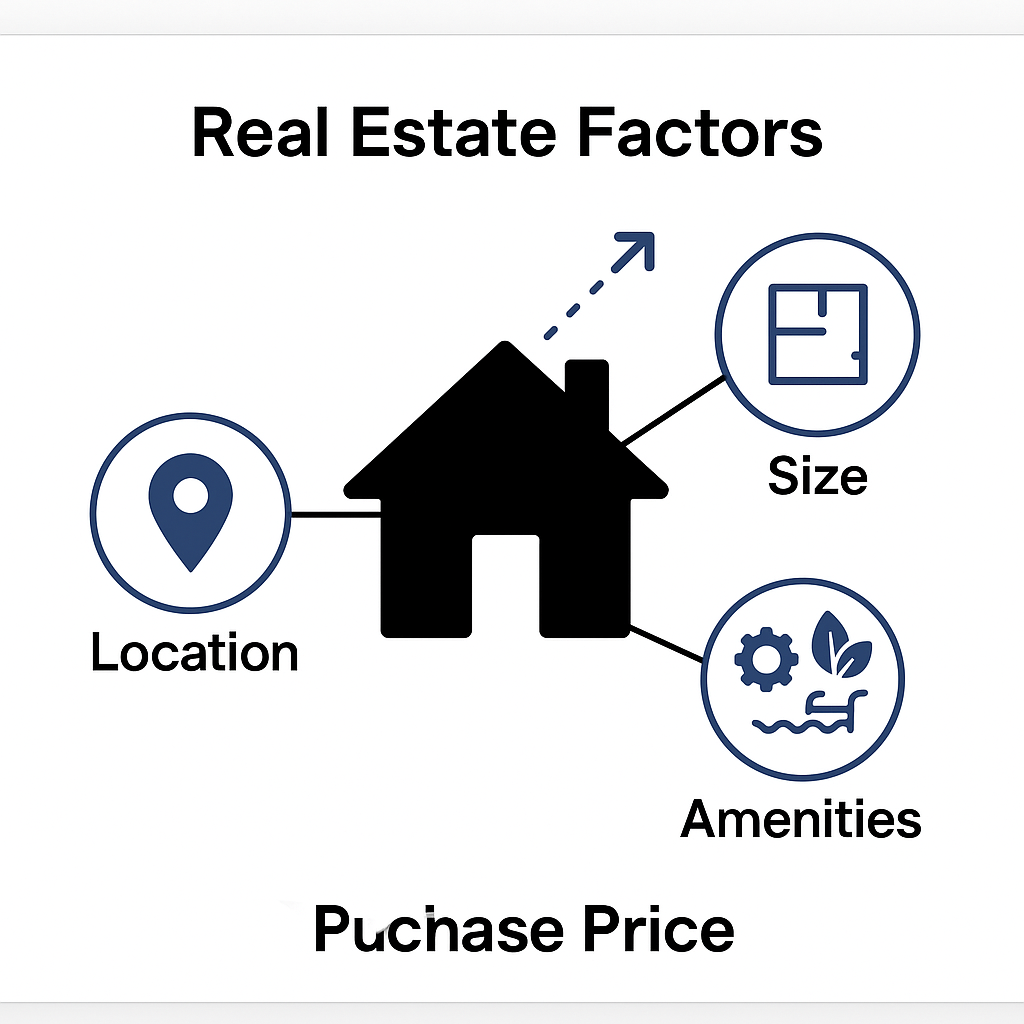 Real Estate Factors
Size
Location
Amenities
Puchase Price